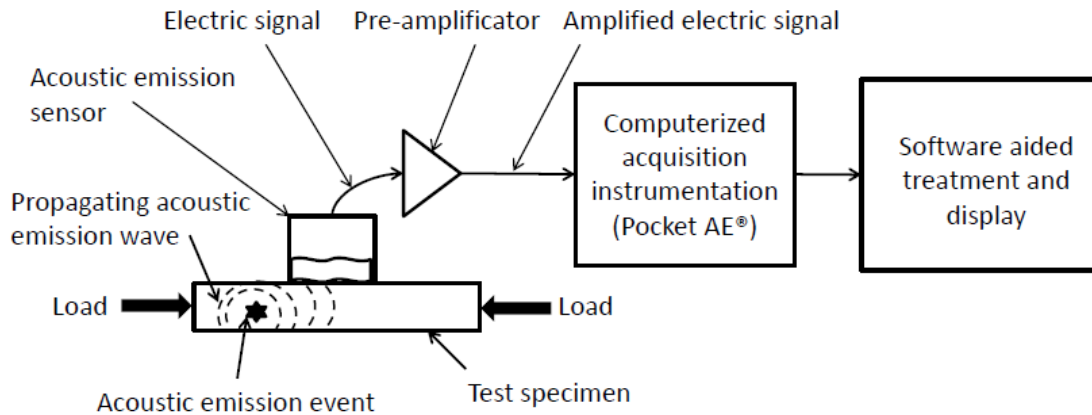 Electric signal
Pre-amplificator
Amplified electric signal
Acoustic emission
sensor
Computerized
acquisition
instrumentation
(Pocket AE®)
Software aided
treatment and
display
Propagating acoustic
emission wave
Load
Load
Acoustic emission event
Test specimen